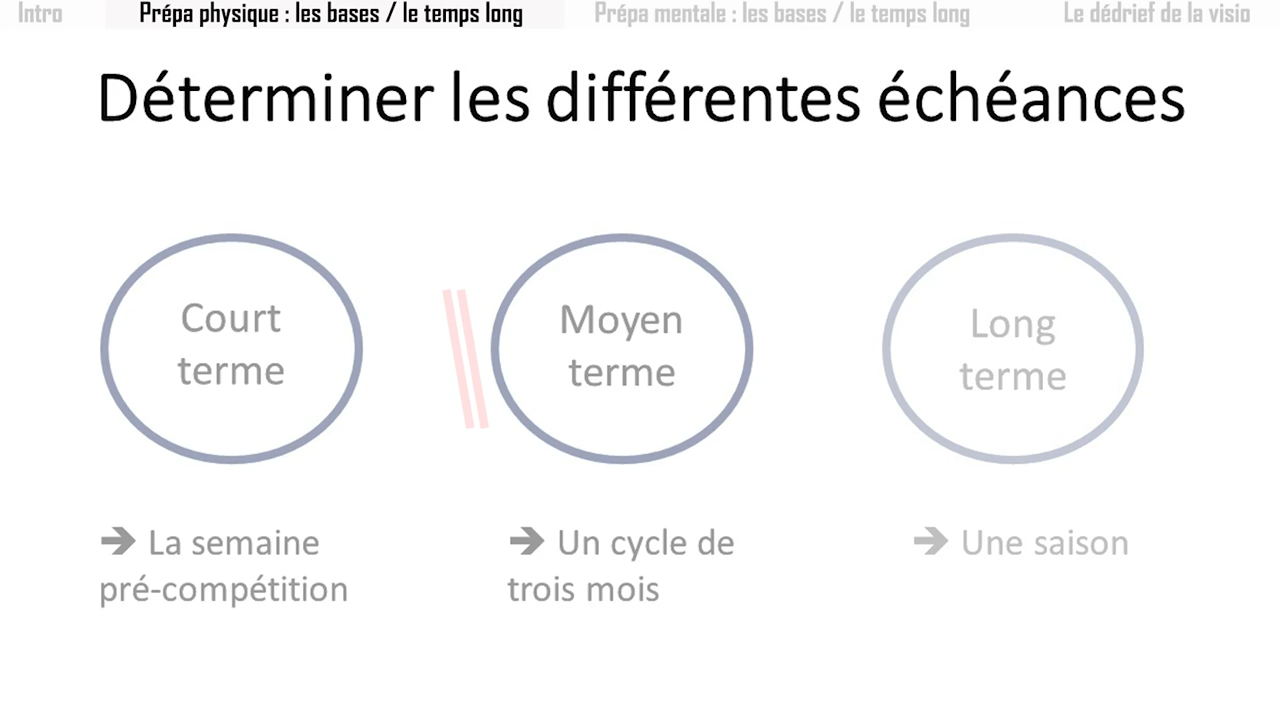 Intro
Prépa physique : les bases / le temps long
Prépa mentale : les bases / le temps long
Le dédrief de la visio
Déterminer les différentes échéances
Court
terme
Moyen
terme
Long
terme
➔ La semaine
pré-compétition
➔ Un cycle de
trois mois
➔ Une saison